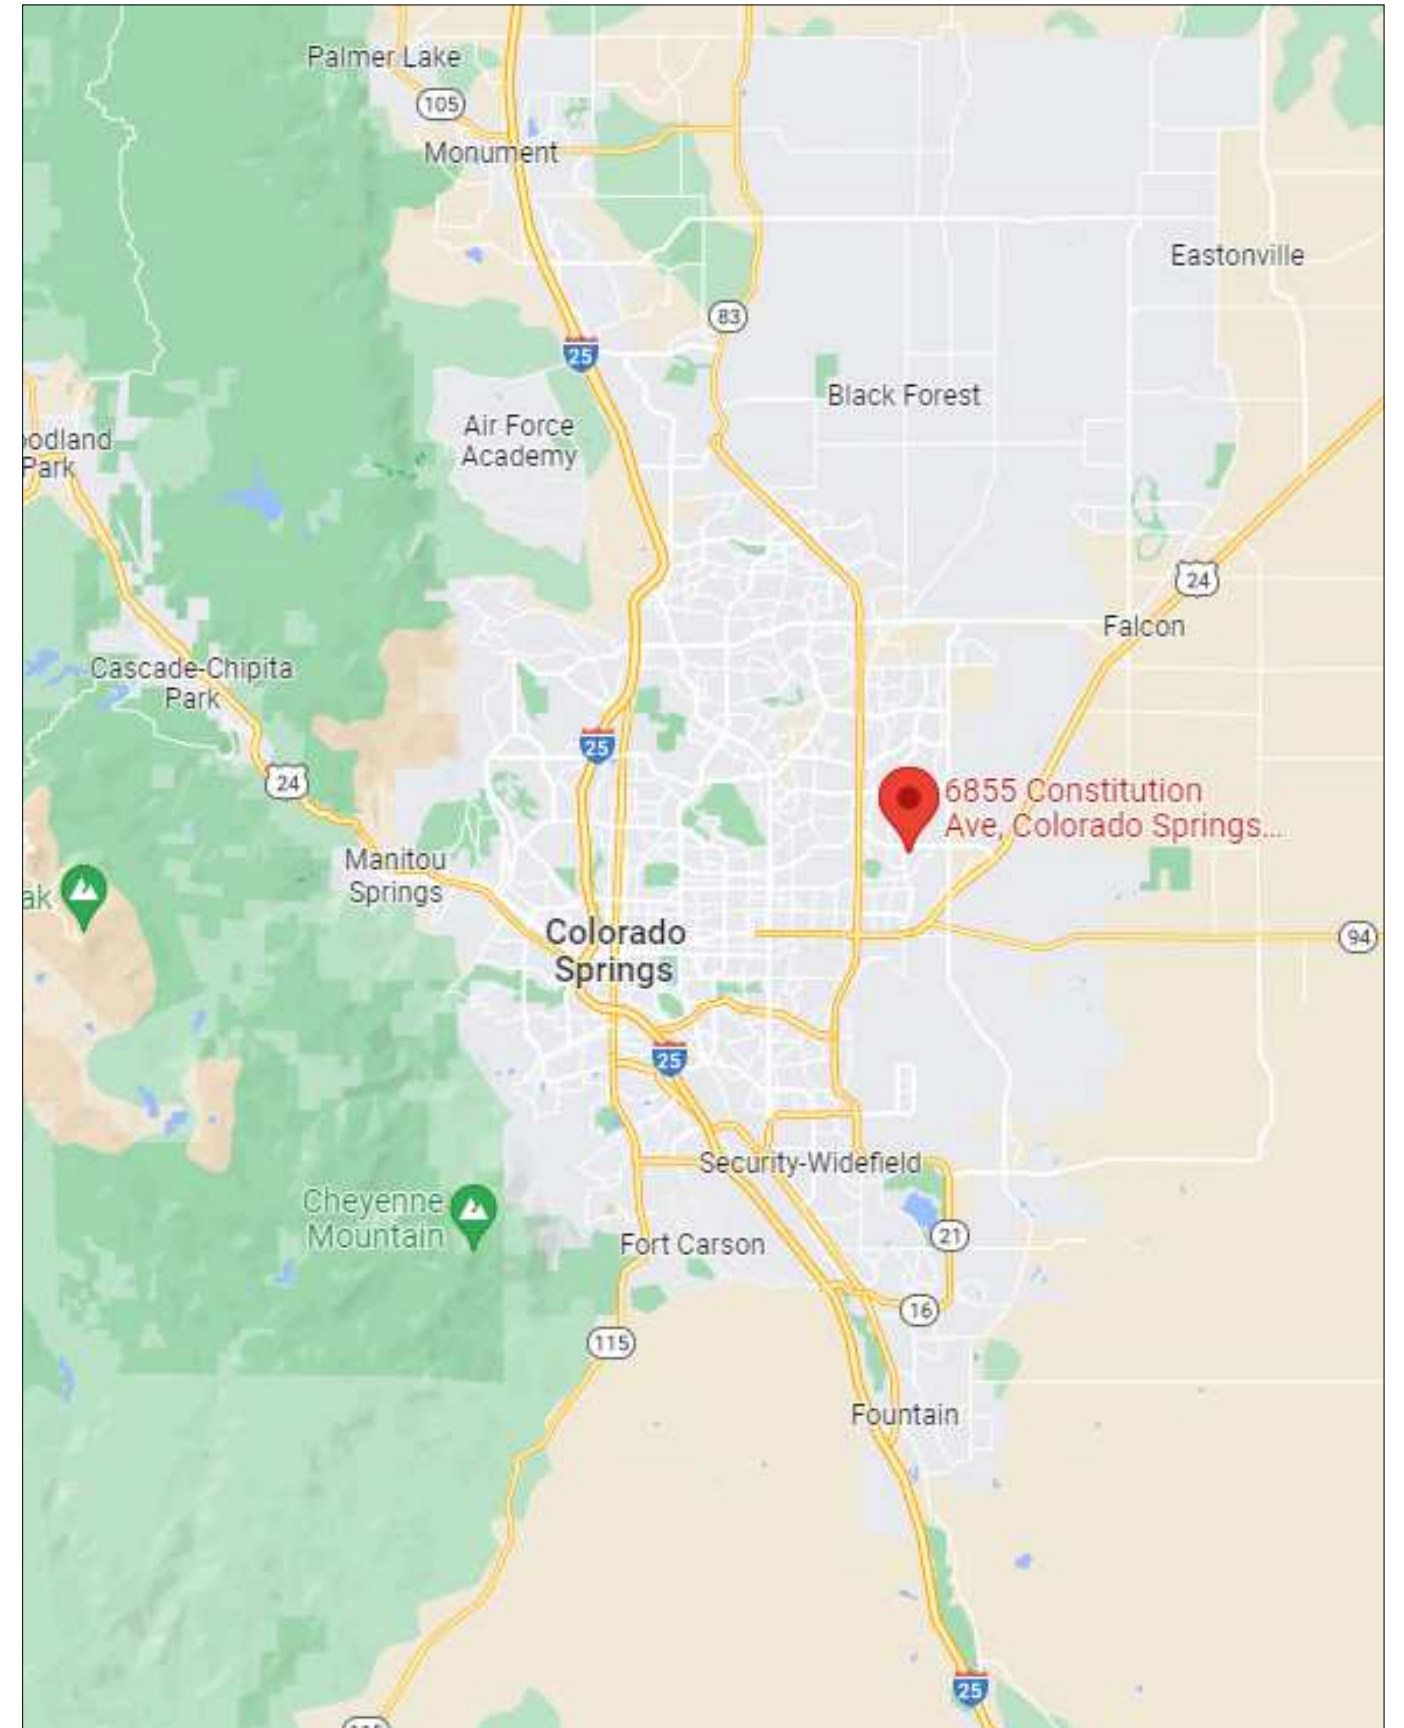 Palmer Lake
105
Monument
Eastonville
83
25
Black Forest
Air Force
Academy
oodland
Park
24
Falcon
Cascade-Chipita
Park
25
24
6855 Constitution
Ave, Colorado Springs...
Manitou
Springs
ak
Colorado
Springs
94
25
Security-Widefield
Cheyenne
Mountain
21
Fort Carson
16
115
Fountain
25